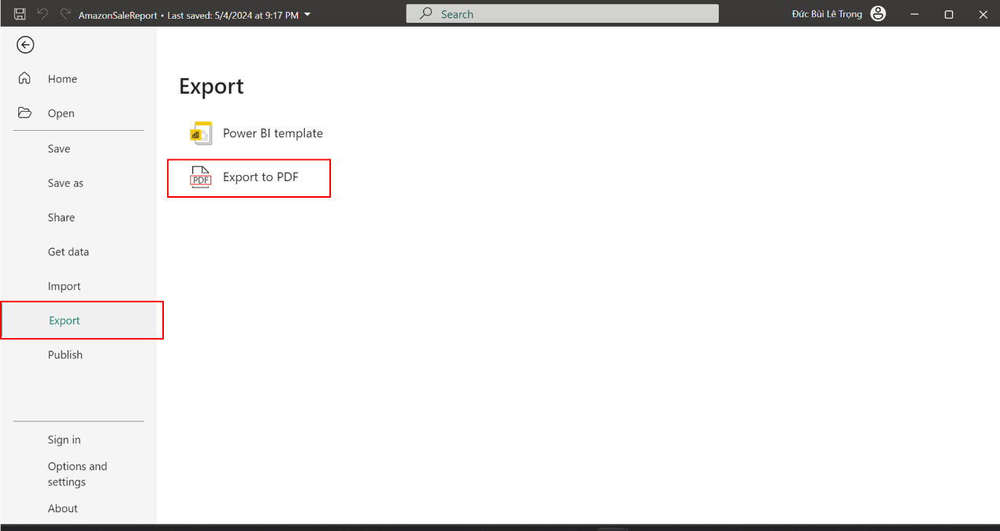 AmazonSaleReport • Last saved: 5/4/2024 at 9:17 PM
Search
Đức Bùi Lê Trọng
Home
Open
Save
Save as
Share
Get data
Import
Export
Publish
Sign in
Options and
settings
About
Export
Power BI template
PDF
Export to PDF